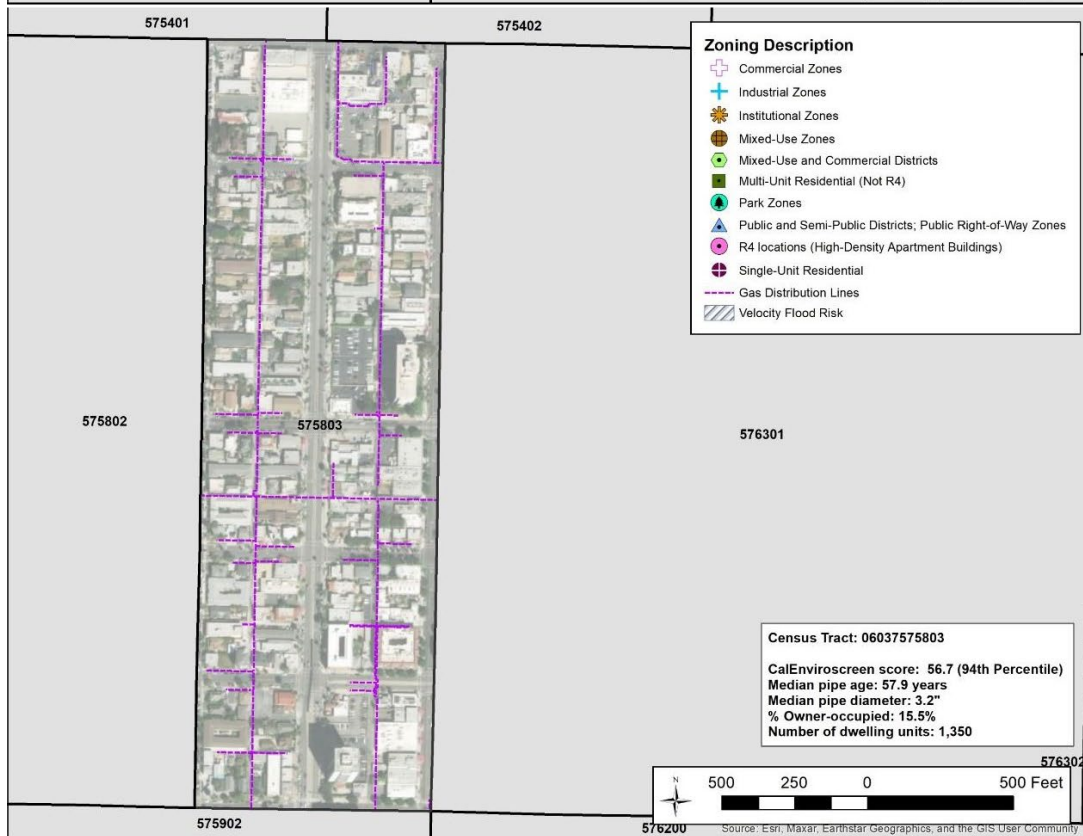 575401
575402
Zoning Description
Commercial Zones
Industrial Zones
Institutional Zones
Mixed-Use Zones
Mixed-Use and Commercial Districts
Multi-Unit Residential (Not R4)
Park Zones
Public and Semi-Public Districts; Public Right-of-Way Zones
R4 locations (High-Density Apartment Buildings)
Single-Unit Residential
Gas Distribution Lines
Velocity Flood Risk
575802
575803
576301
Census Tract: 06037575803
CalEnviroscreen score: 56.7 (94th Percentile)
Median pipe age: 57.9 years
Median pipe diameter: 3.2"
% Owner-occupied: 15.5%
Number of dwelling units: 1,350
576302
N
500 250 0 500 Feet
575902
576200
Source: Esri, Maxar, Earthstar Geographics, and the GIS User Community